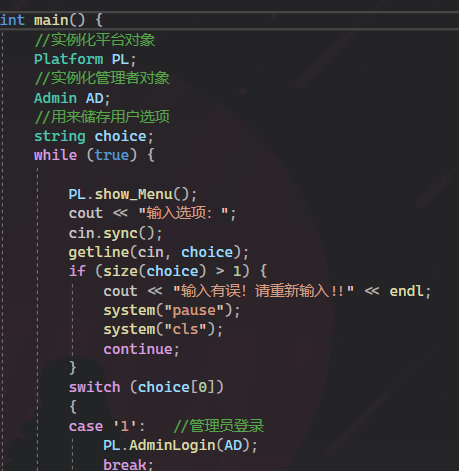 int main() {
//实例化平台对象
Platform PL;
//实例化管理者对象
Admin AD;
//用来储存用户选项
string choice;
while (true) {
PL.show_Menu();
cout << "输入选项: ";
cin.sync();
getline(cin, choice);
if (size(choice) > 1) {
cout << "输入有误! 请重新输入!!" << endl;
system("pause");
system("cls");
continue;
}
switch (choice[0])
{
case '1':   //管理员登录
PL.AdminLogin(AD);
break;